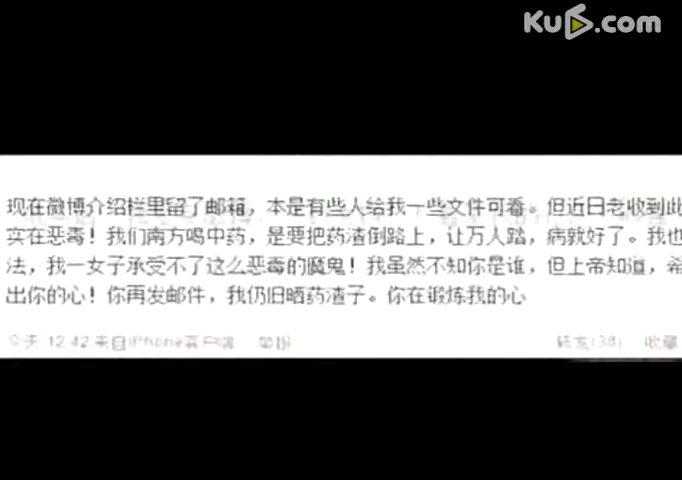 Ku6.com
现在微博介绍栏里留了邮箱，本是有些人给我一些文件可看。但近日老收到此
实在恶毒！我们南方喝中药，是要把药渣倒路上，让万人踏，病就好了。我也
法，我一女子承受不了这么恶毒的魔鬼！我虽然不知你是谁，但上帝知道，希
出你的心！你再发邮件，我仍旧晒药渣子。你在锻炼我的心
今天 12:42 来自iPhone客户端 举报 转发(38) 收藏